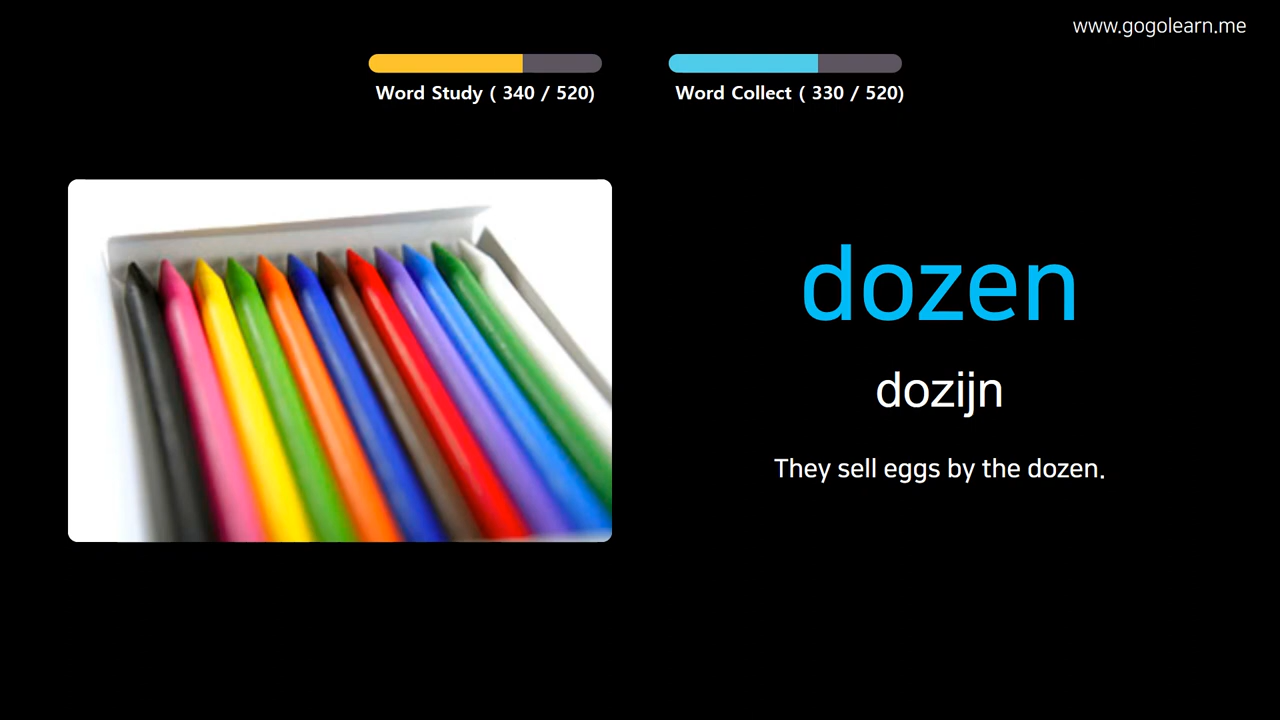 www.gogolearn.me
Word Study ( 340 / 520)
Word Collect ( 330 / 520)
dozen
dozijn
They sell eggs by the dozen.